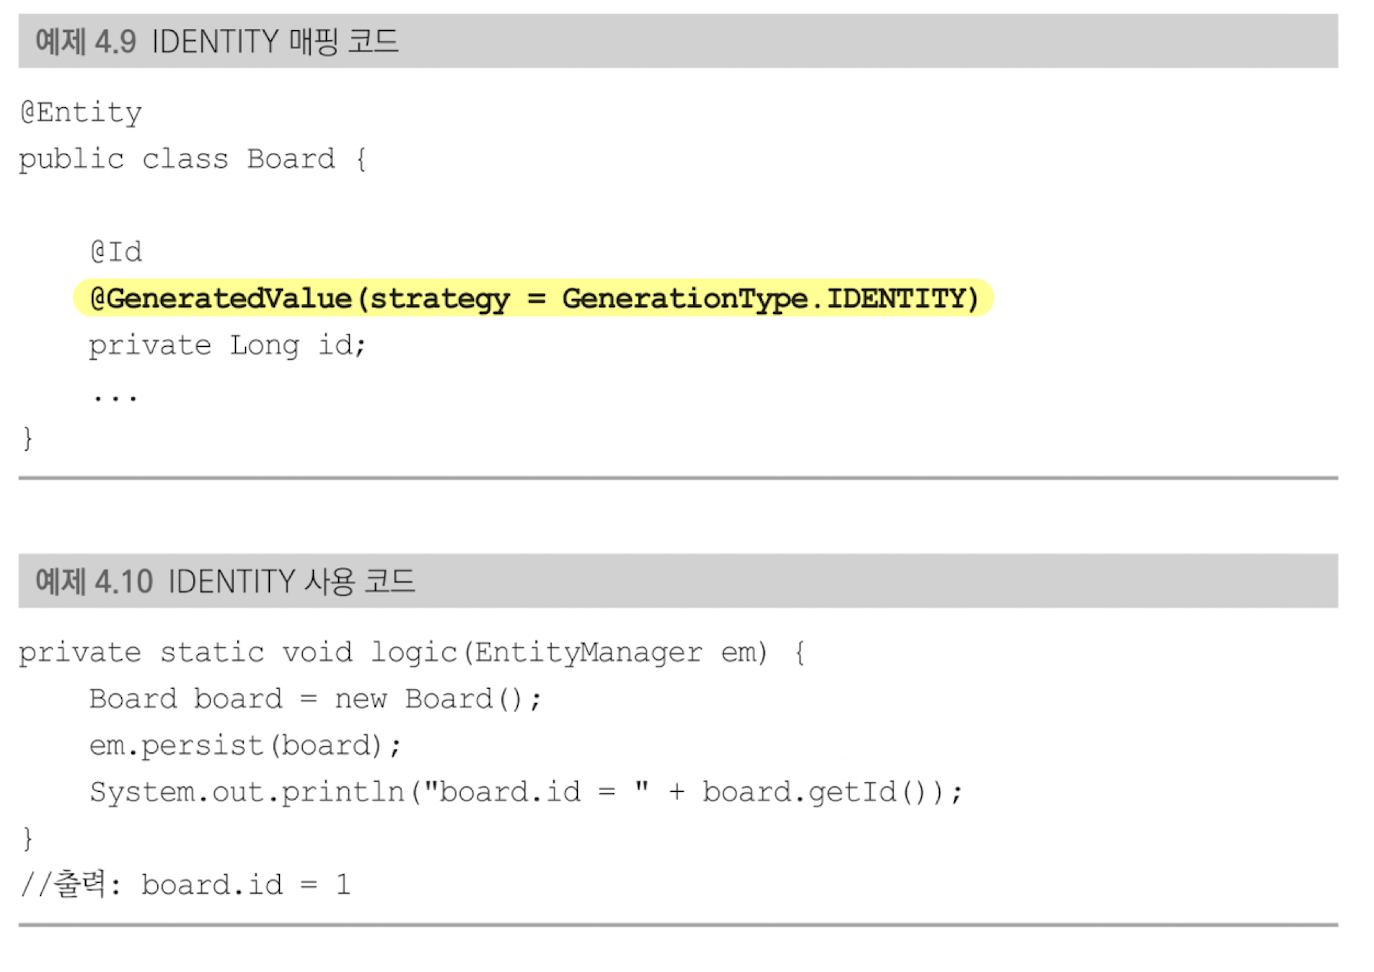 예제 4.9 IDENTITY 매핑 코드
@Entity
public class Board {
@Id
@GeneratedValue(strategy = GenerationType.IDENTITY)
private Long id;
...
}
예제 4.10 IDENTITY 사용 코드
private static void logic(EntityManager em) {
Board board = new Board();
em.persist(board);
System.out.println("board.id = " + board.getId());
}
//출력: board.id = 1